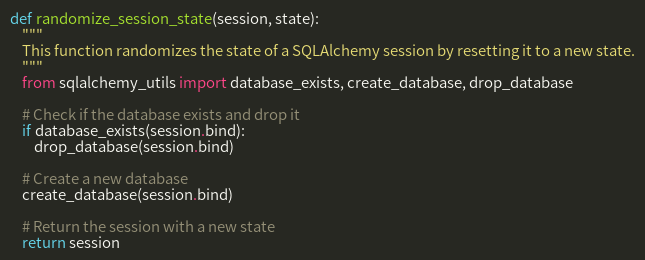 def randomize_session_state(session, state):
    """
    This function randomizes the state of a SQLAlchemy session by resetting it to a new state.
    """
    from sqlalchemy_utils import database_exists, create_database, drop_database

    # Check if the database exists and drop it
    if database_exists(session.bind):
        drop_database(session.bind)

    # Create a new database
    create_database(session.bind)

    # Return the session with a new state
    return session